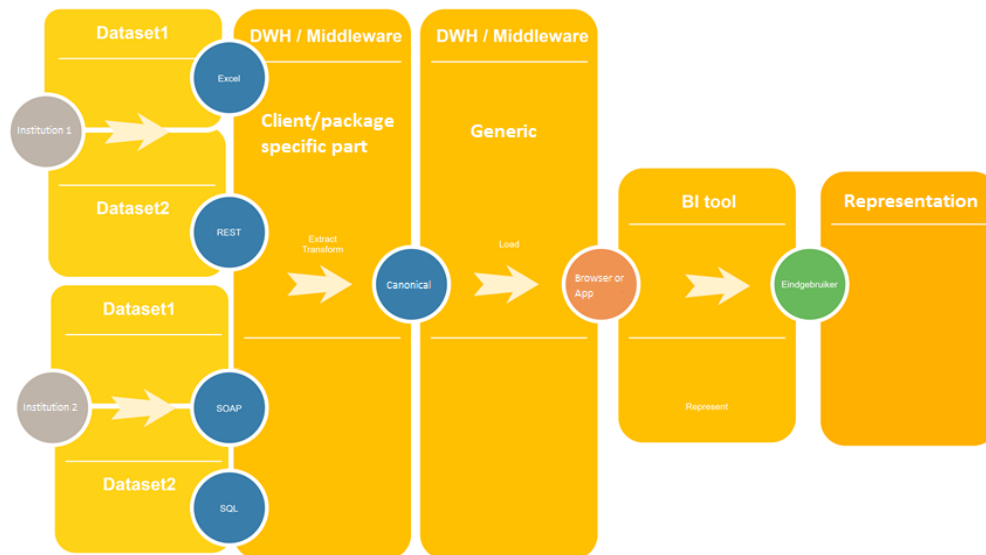 Dataset1
Excel
Institution 1
Dataset2
REST
Dataset1
Institution 2
SOAP
Dataset2
SQL
DWH / Middleware
Client/package
specific part
Extract
Transform
Canonical
DWH / Middleware
Generic
Load
Browser or
App
BI tool
Represent
Eindgebruiker
Representation